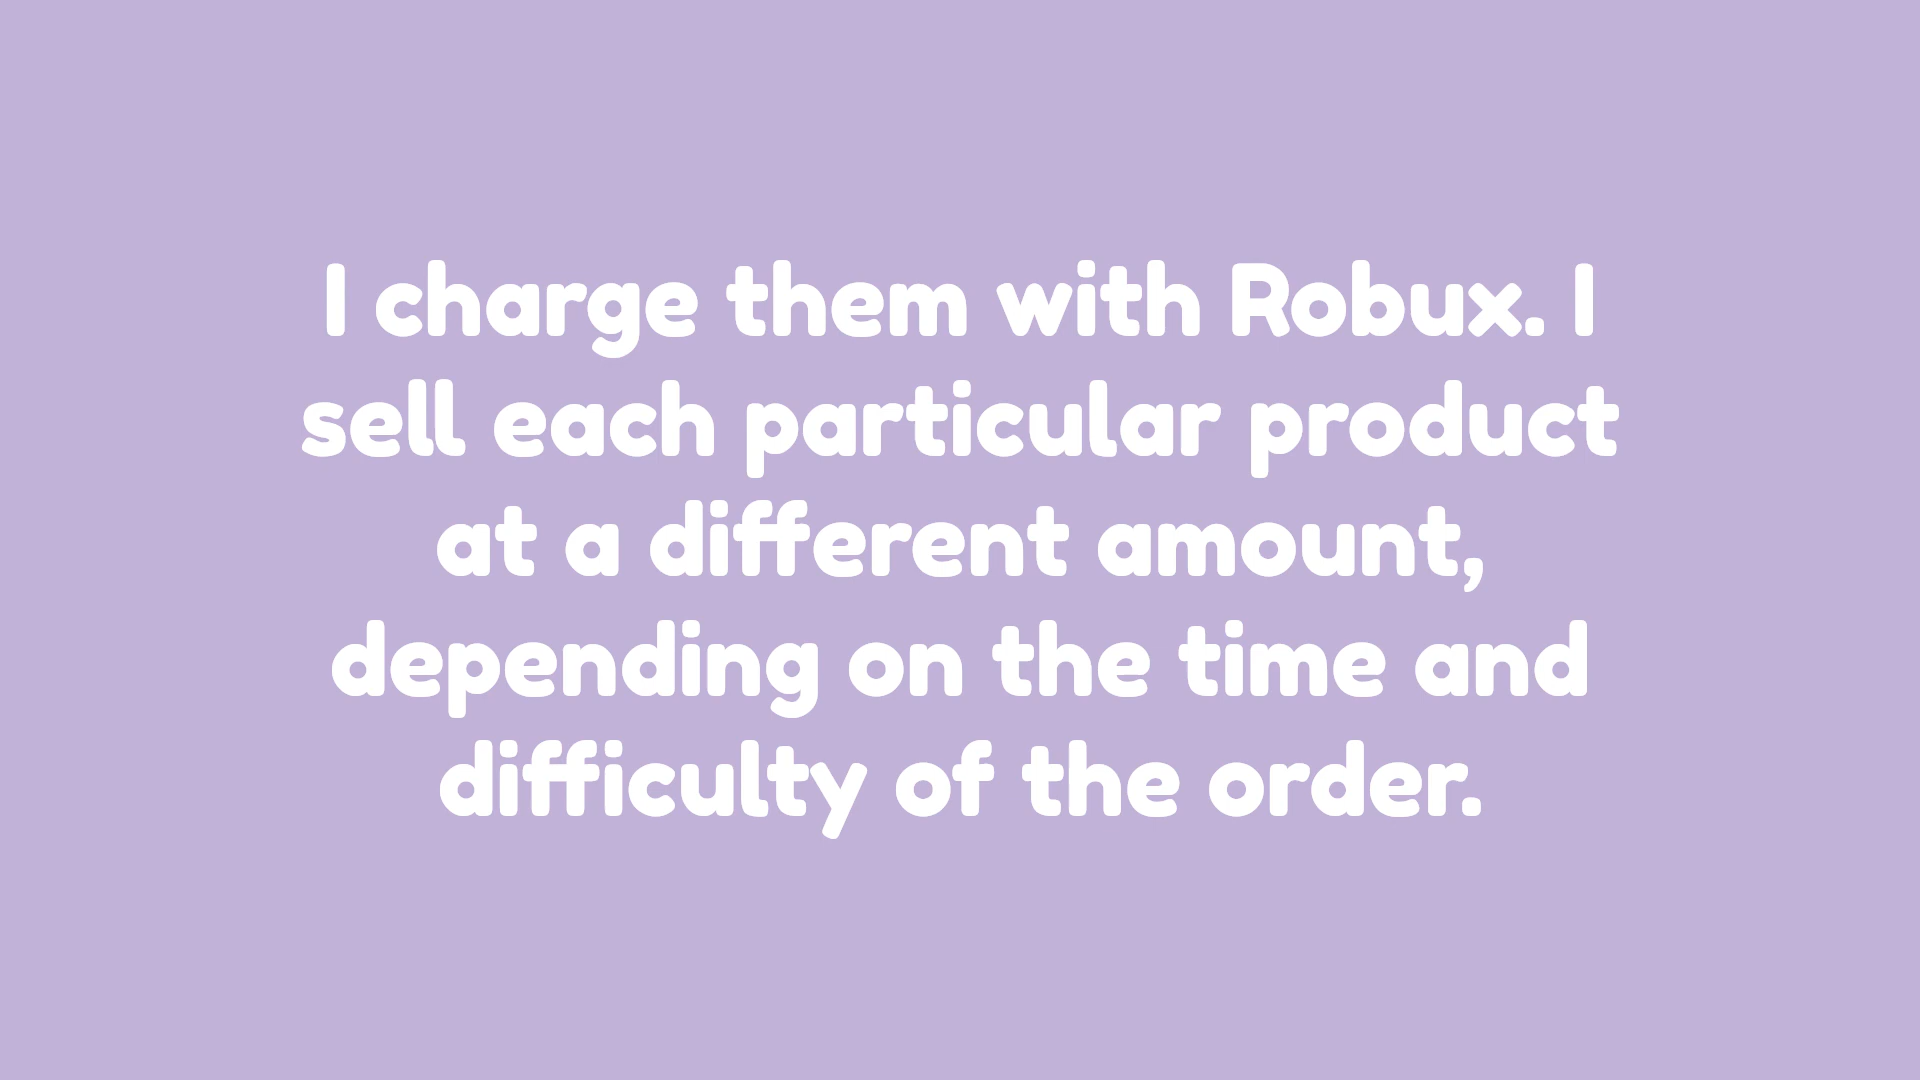 I charge them with Robux. I
sell each particular product
at a different amount,
depending on the time and
difficulty of the order.